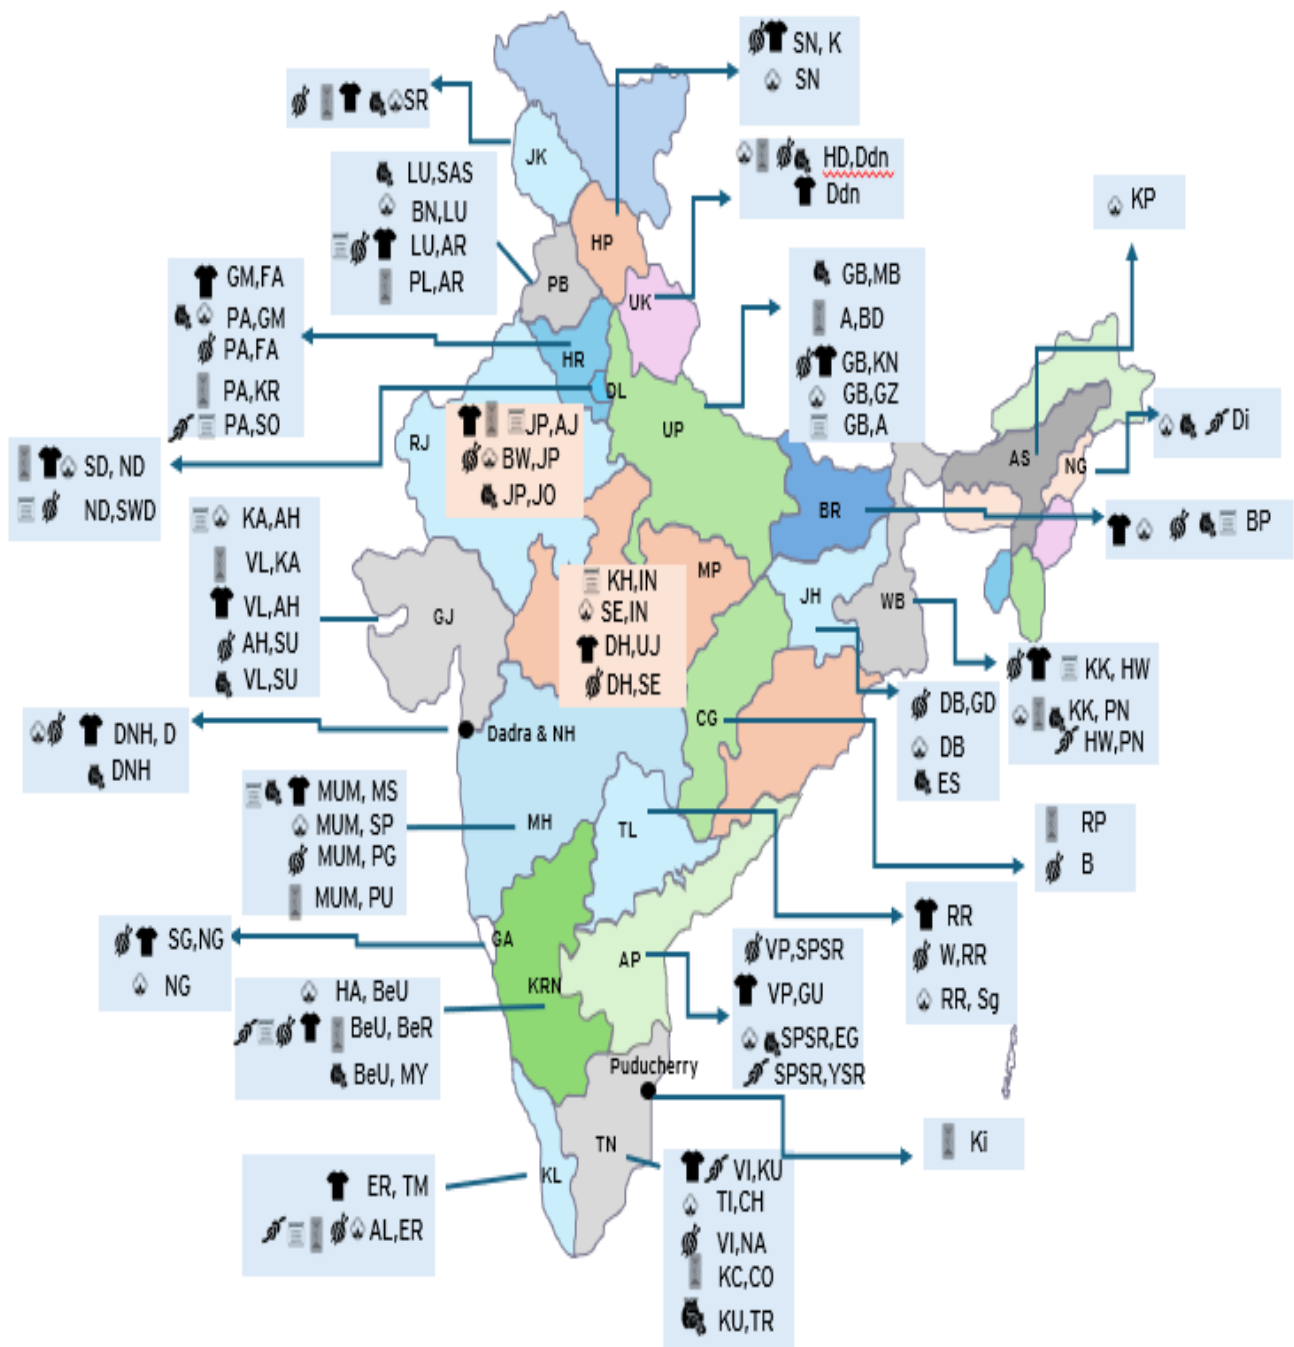 SN, K
SN
SR
JK
HD,Ddn
Ddn
LU,SAS
BN,LU
LU,AR
PL,AR
KP
HP
PB
UK
GM,FA
PA,GM
PA,FA
PA,KR
PA,SO
GB,MB
A,BD
GB,KN
GB,GZ
GB,A
HR
DL
UP
RJ
JP,AJ
BW,JP
JP,JO
Di
AS
NG
SD, ND
ND,SWD
BR
BP
KA,AH
VL,KA
VL,AH
AH,SU
VL,SU
GJ
MP
KH,IN
SE,IN
DH,UJ
DH,SE
JH
WB
KK, HW
KK, PN
HW,PN
DB,GD
DB
ES
CG
DNH, D
DNH
Dadra & NH
MUM, MS
MUM, SP
MUM, PG
MUM, PU
MH
TL
RP
B
RR
W,RR
RR, Sg
SG,NG
NG
GA
KRN
AP
VP,SPSR
VP,GU
SPSR,EG
SPSR,YSR
HA, BeU
BeU, BeR
BeU, MY
Puducherry
Ki
TN
KL
ER, TM
AL,ER
VI,KU
TI,CH
VI,NA
KC,CO
KU,TR